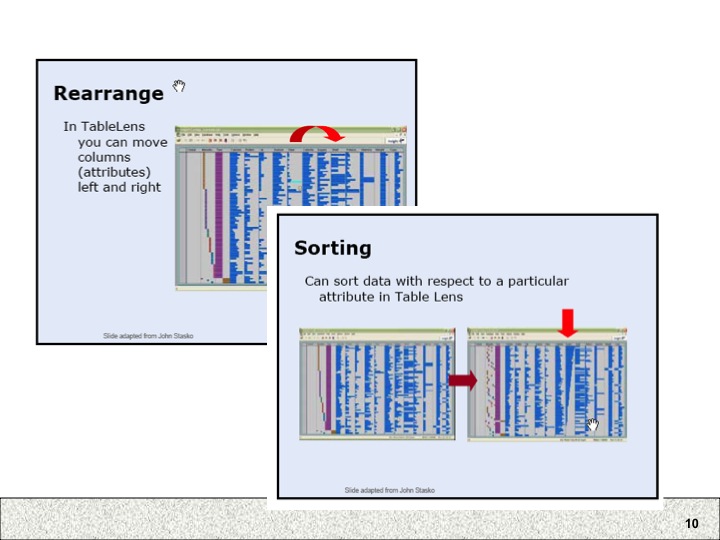 Rearrange
In TableLens
you can move
columns
(attributes)
left and right
Slide adapted from John Stasko
Sorting
Can sort data with respect to a particular
attribute in Table Lens
Slide adapted from John Stasko
10